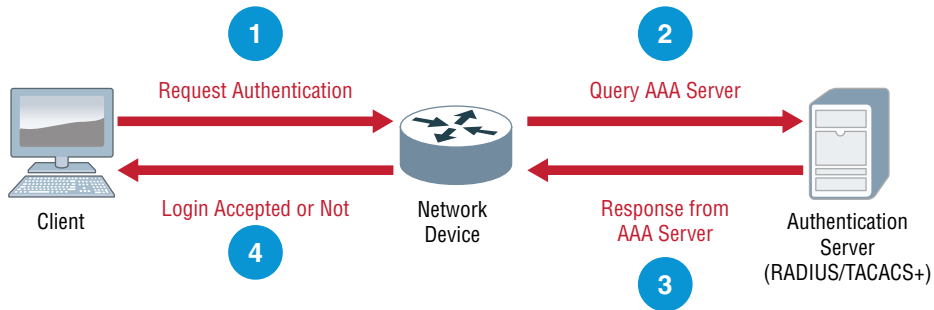 1
2
Request Authentication
Query AAA Server
Client
Login Accepted or Not
Network
Device
Response from
AAA Server
Authentication
Server
(RADIUS/TACACS+)
4
3